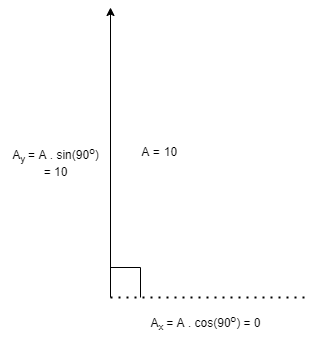 A = 10
Ay = A . sin(90°)
= 10
Ax = A . cos(90°) = 0